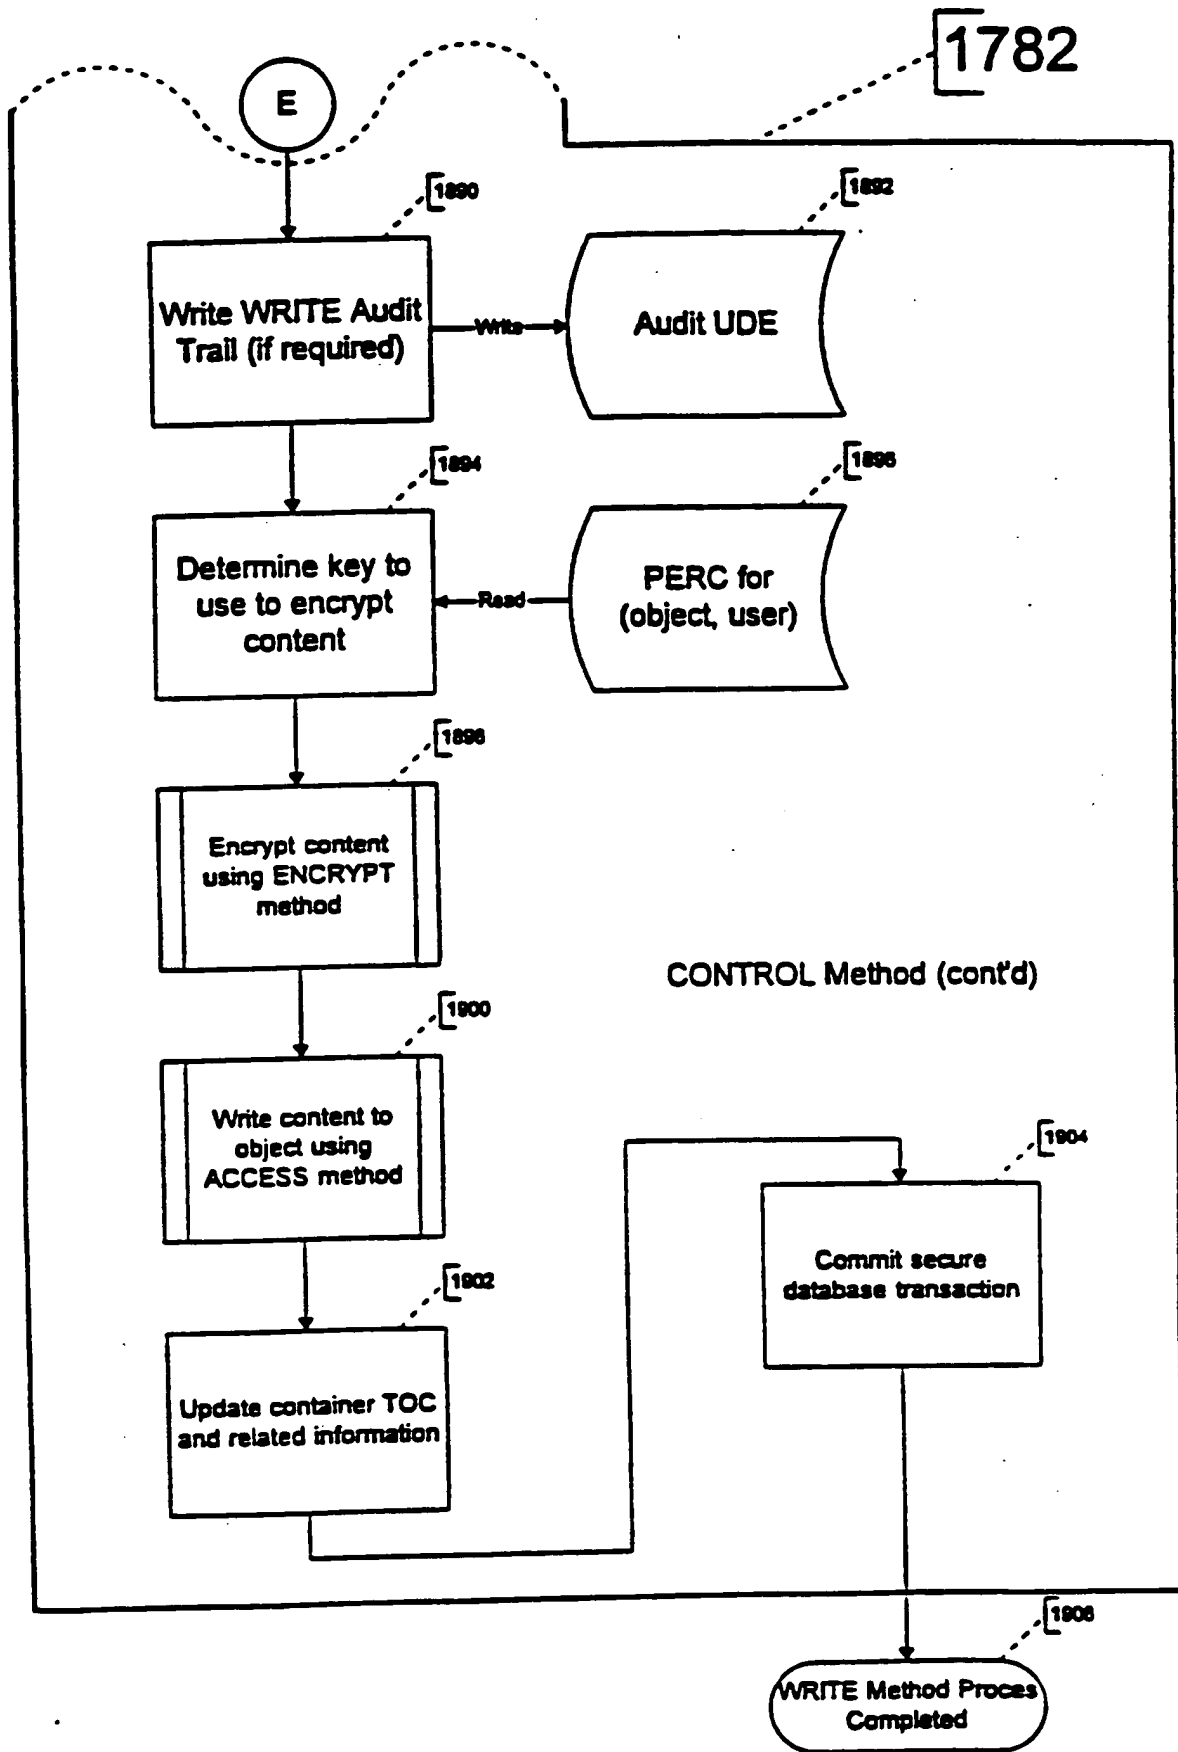 1782
E
1890
1892
Write WRITE Audit
Trail (if required)
Write
Audit UDE
1894
1896
Determine key to
use to encrypt
content
Read
PERC for
(object, user)
1898
Encrypt content
using ENCRYPT
method
CONTROL Method (cont'd)
1900
Write content to
object using
ACCESS method
1904
Commit secure
database transaction
1902
Update container TOC
and related information
1906
WRITE Method Proces
Completed